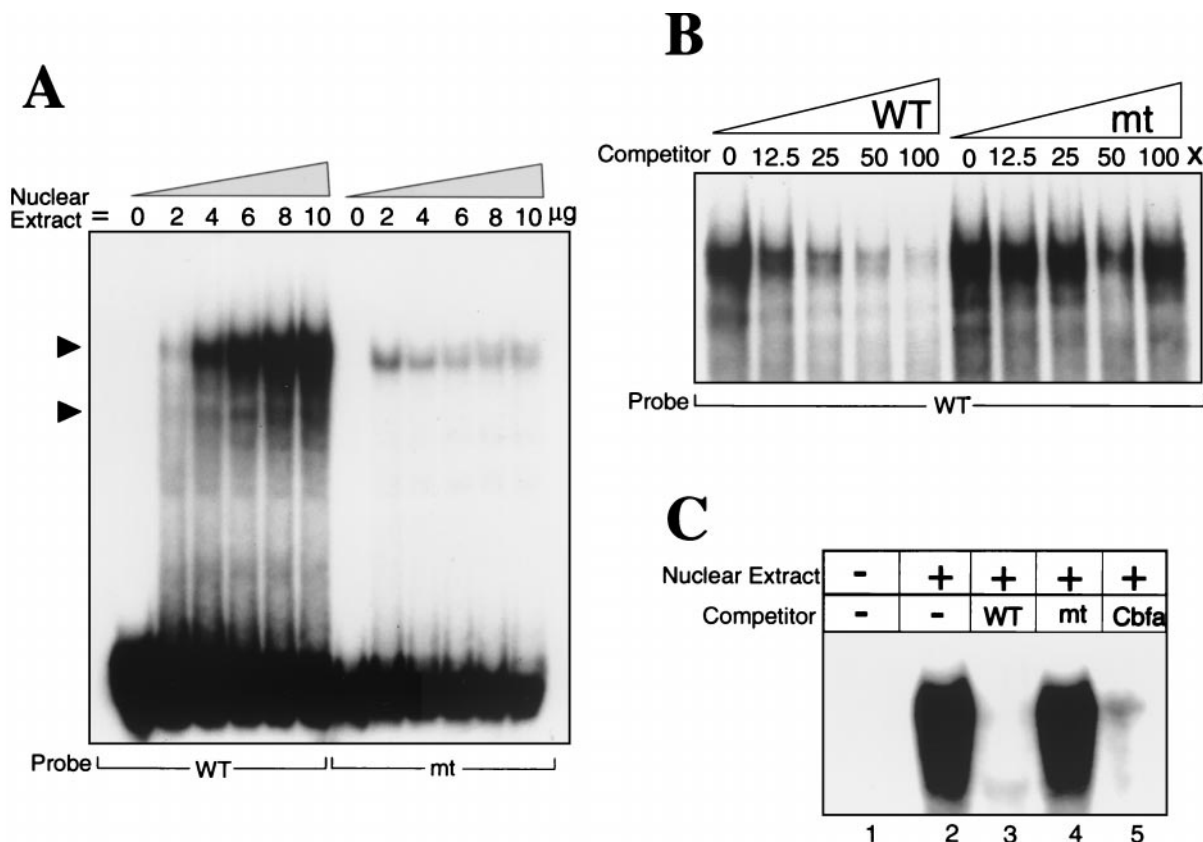 A
Nuclear
Extract = 0 2 4 6 8 10 0 2 4 6 8 10 µg
Probe WT mt
B
WT mt
Competitor 0 12.5 25 50 100 0 12.5 25 50 100 X
Probe WT
C
Nuclear Extract - + + + +
Competitor - - WT mt Cbfa
1 2 3 4 5